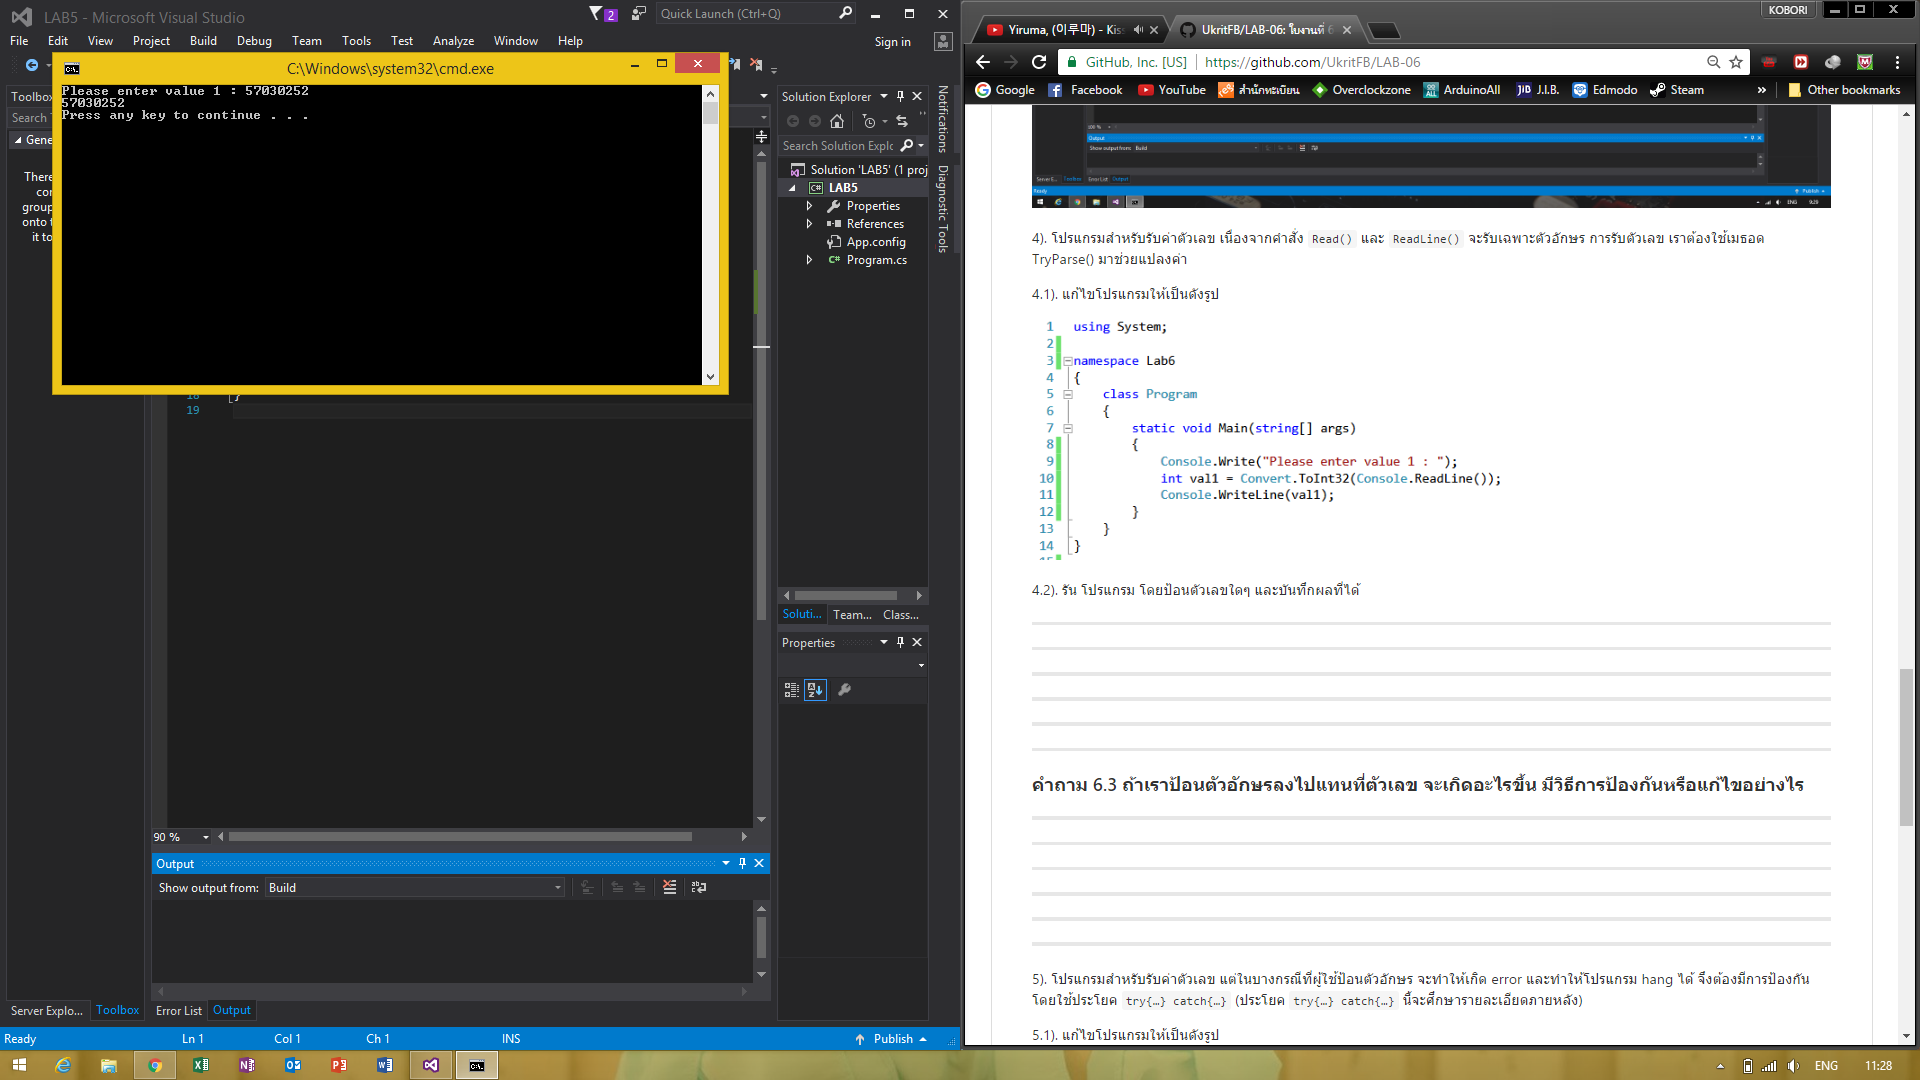 LAB5 - Microsoft Visual Studio
2
Quick Launch (Ctrl+Q)
File Edit View Project Build Debug Team Tools Test Analyze Window Help
Sign in
C:\Windows\system32\cmd.exe
Please enter value 1 : 57030252
57030252
Press any key to continue . . .
Toolbox
Search
Gene
There
cor
group
onto t
it to
18
19
90 %
Solution Explorer
Search Solution Explo
Solution 'LAB5' (1 proj
LAB5
Properties
References
App.config
Program.cs
Soluti... Team... Class...
Properties
Notifications
Diagnostic Tools
Output
Show output from: Build
Server Explo... Toolbox
Error List Output
Ready Ln 1 Col 1 Ch 1 INS Publish
KOBORI
Yiruma, (이루마) - Kiss
UkritFB/LAB-06: ใบงานที่ 6
GitHub, Inc. [US] https://github.com/UkritFB/LAB-06
Google Facebook YouTube สำนักทะเบียน Overclockzone ArduinoAll J.I.B. Edmodo Steam » Other bookmarks
100 %
Output
Show output from: Build
Server E... Toolbox Error List Output
Ready Publish
ENG 9:28
4). โปรแกรมสำหรับรับค่าตัวเลข เนื่องจากคำสั่ง Read() และ ReadLine() จะรับเฉพาะตัวอักษร การรับตัวเลข เราต้องใช้เมธอด
TryParse() มาช่วยแปลงค่า
4.1). แก้ไขโปรแกรมให้เป็นดังรูป
1 using System;
2
3 namespace Lab6
4 {
5 class Program
6 {
7 static void Main(string[] args)
8 {
9 Console.Write("Please enter value 1 : ");
10 int val1 = Convert.ToInt32(Console.ReadLine());
11 Console.WriteLine(val1);
12 }
13 }
14 }
15
4.2). รัน โปรแกรม โดยป้อนตัวเลขใดๆ และบันทึกผลที่ได้
คำถาม 6.3 ถ้าเราป้อนตัวอักษรลงไปแทนที่ตัวเลข จะเกิดอะไรขึ้น มีวิธีการป้องกันหรือแก้ไขอย่างไร
5). โปรแกรมสำหรับรับค่าตัวเลข แต่ในบางกรณีที่ผู้ใช้ป้อนตัวอักษร จะทำให้เกิด error และทำให้โปรแกรม hang ได้ จึงต้องมีการป้องกัน
โดยใช้ประโยค try{…} catch{…} (ประโยค try{…} catch{…} นี้จะศึกษารายละเอียดภายหลัง)
5.1). แก้ไขโปรแกรมให้เป็นดังรูป
ENG 11:28